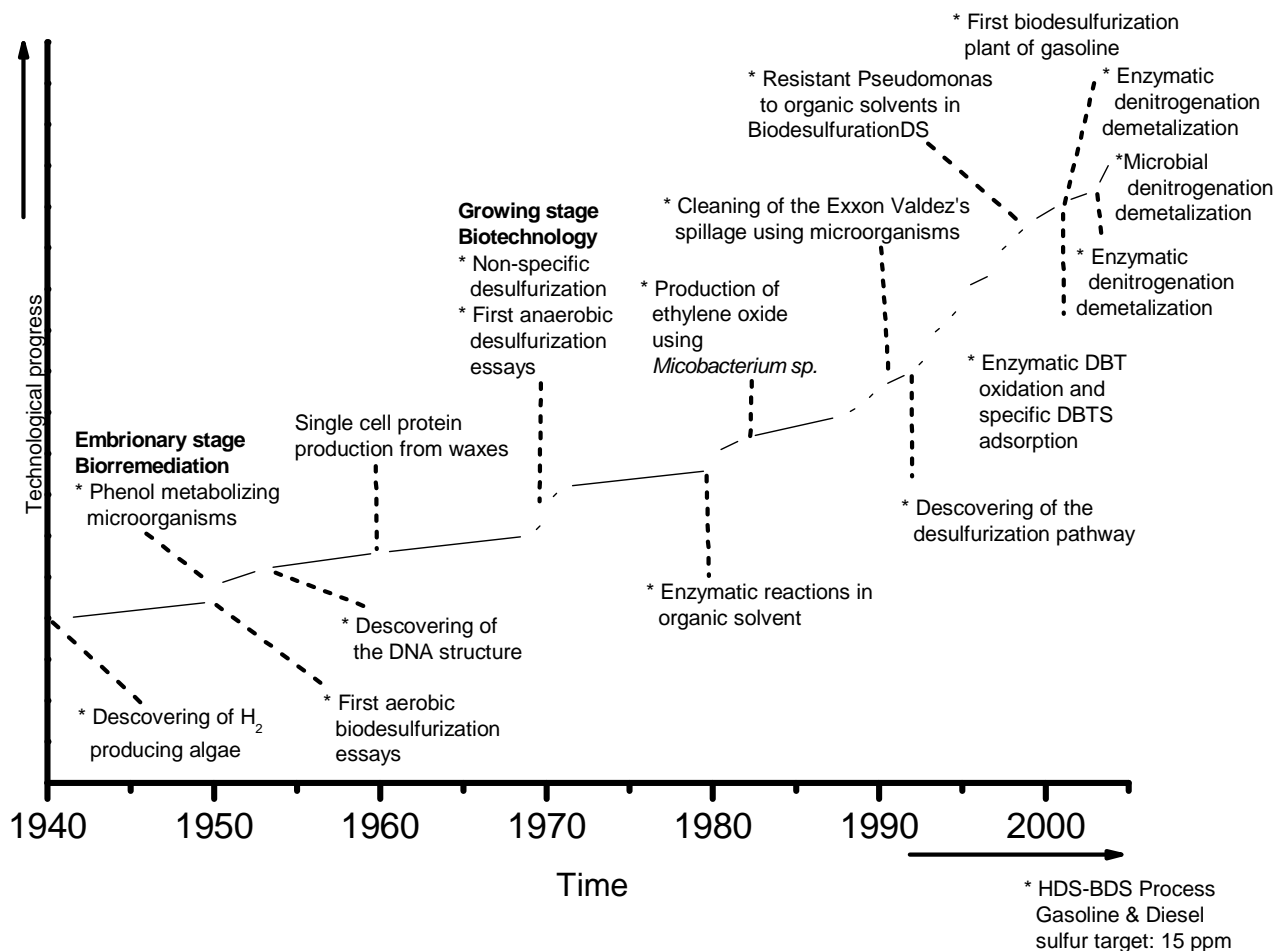 * First biodesulfurization
plant of gasoline
* Resistant Pseudomonas
to organic solvents in
BiodesulfurationDS
* Enzymatic
denitrogenation
demetalization
*Microbial
denitrogenation
demetalization
* Enzymatic
denitrogenation
demetalization
* Cleaning of the Exxon Valdez's
spillage using microorganisms
Growing stage
Biotechnology
* Non-specific
desulfurization
* First anaerobic
desulfurization
essays
* Production of
ethylene oxide
using
Micobacterium sp.
* Enzymatic DBT
oxidation and
specific DBTS
adsorption
Single cell protein
production from waxes
Embrionary stage
Biorremediation
* Phenol metabolizing
microorganisms
* Descovering of the
desulfurization pathway
* Enzymatic reactions in
organic solvent
* Descovering of
the DNA structure
* First aerobic
biodesulfurization
essays
* Descovering of H2
producing algae
Technological progress
1940 1950 1960 1970 1980 1990 2000
Time
* HDS-BDS Process
Gasoline & Diesel
sulfur target: 15 ppm